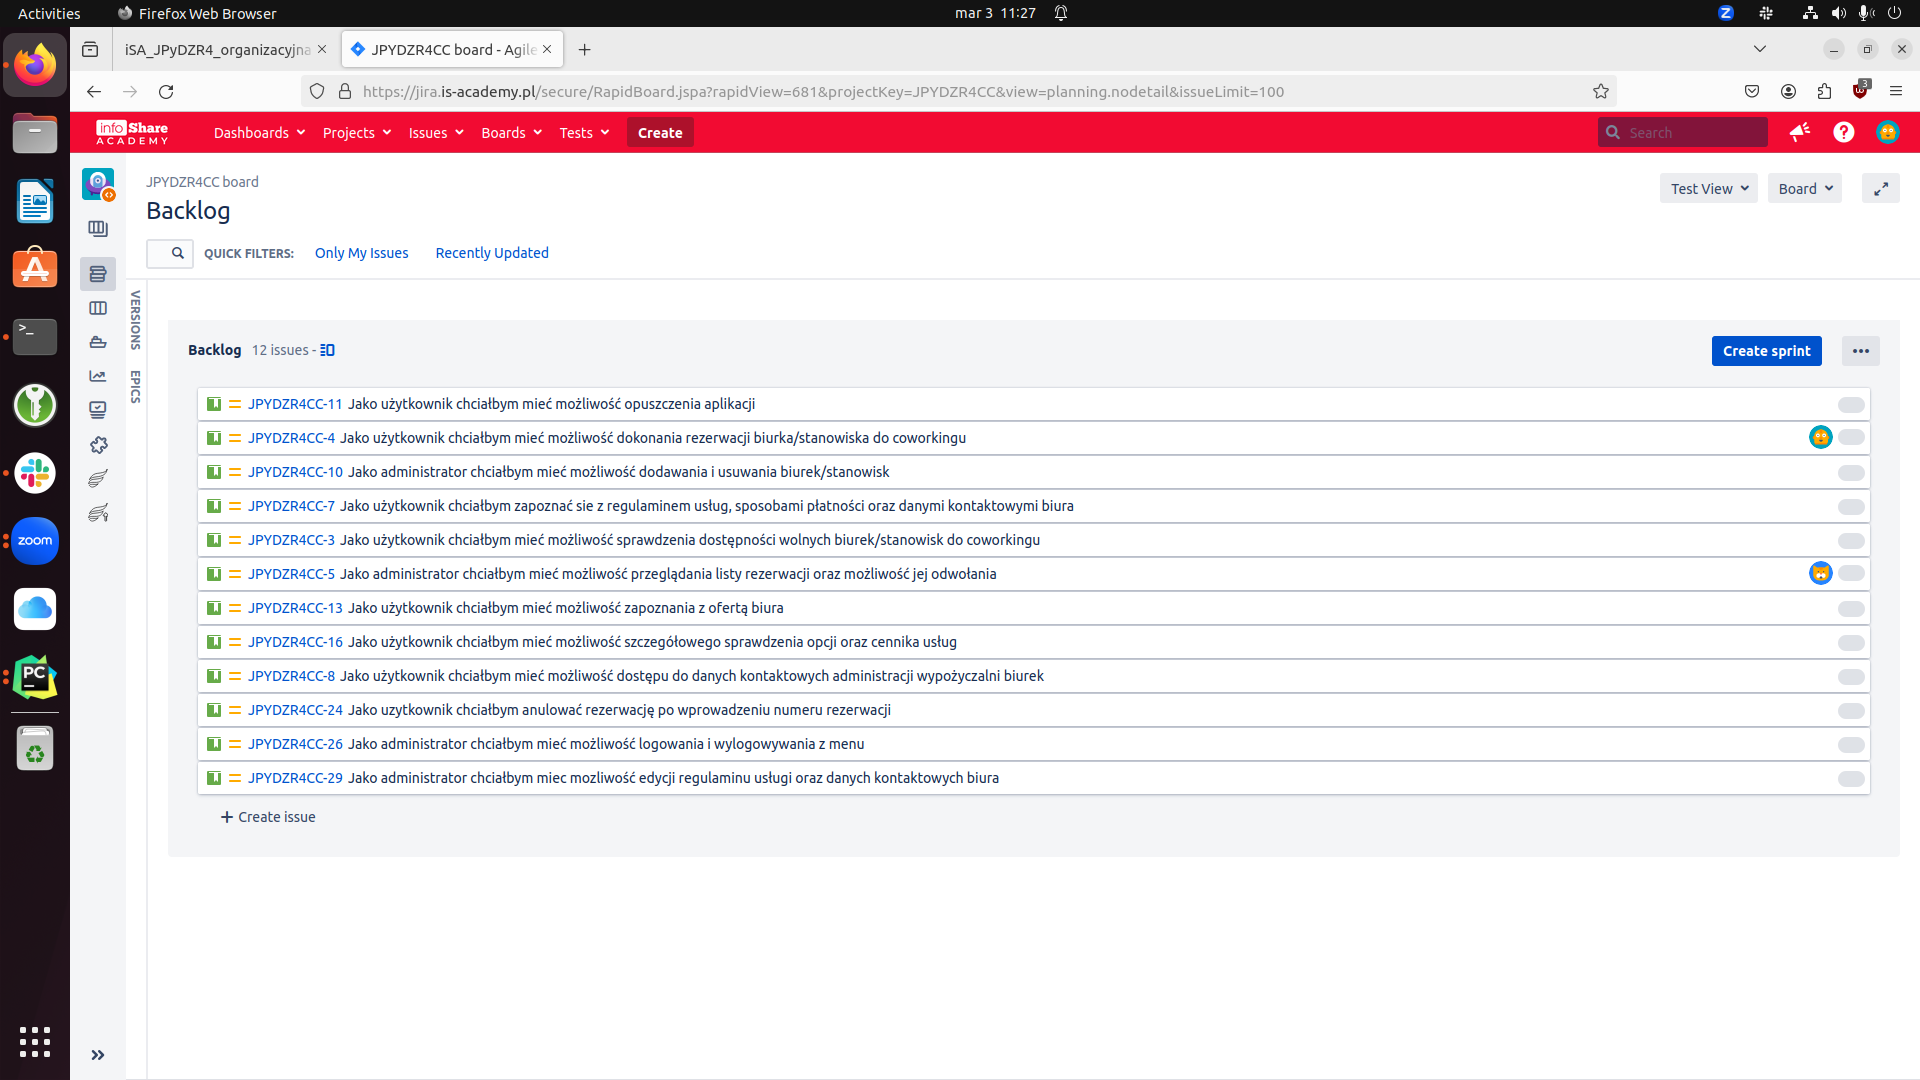 Activities
Firefox Web Browser
mar 3 11:27
iSA_JPyDZR4_organizacyjna
JPYDZR4CC board - Agile
https://jira.is-academy.pl/secure/RapidBoard.jspa?rapidView=681&projectKey=JPYDZR4CC&view=planning.nodetail&issueLimit=100
3
info Share
ACADEMY
Dashboards
Projects
Issues
Boards
Tests
Create
Search
JPYDZR4CC board
Backlog
Test View
Board
QUICK FILTERS:
Only My Issues
Recently Updated
VERSIONS
EPICS
Backlog 12 issues -
Create sprint
JPYDZR4CC-11 Jako użytkownik chciałbym mieć możliwość opuszczenia aplikacji
JPYDZR4CC-4 Jako użytkownik chciałbym mieć możliwość dokonania rezerwacji biurka/stanowiska do coworkingu
JPYDZR4CC-10 Jako administrator chciałbym mieć możliwość dodawania i usuwania biurek/stanowisk
JPYDZR4CC-7 Jako użytkownik chciałbym zapoznać sie z regulaminem usług, sposobami płatności oraz danymi kontaktowymi biura
JPYDZR4CC-3 Jako użytkownik chciałbym mieć możliwość sprawdzenia dostępności wolnych biurek/stanowisk do coworkingu
JPYDZR4CC-5 Jako administrator chciałbym mieć możliwość przeglądania listy rezerwacji oraz możliwość jej odwołania
JPYDZR4CC-13 Jako użytkownik chciałbym mieć możliwość zapoznania z ofertą biura
JPYDZR4CC-16 Jako użytkownik chciałbym mieć możliwość szczegółowego sprawdzenia opcji oraz cennika usług
JPYDZR4CC-8 Jako użytkownik chciałbym mieć możliwość dostępu do danych kontaktowych administracji wypożyczalni biurek
JPYDZR4CC-24 Jako uzytkownik chciałbym anulować rezerwację po wprowadzeniu numeru rezerwacji
JPYDZR4CC-26 Jako administrator chciałbym mieć możliwość logowania i wylogowywania z menu
JPYDZR4CC-29 Jako administrator chciałbym miec mozliwość edycji regulaminu usługi oraz danych kontaktowych biura
Create issue
zoom
PC